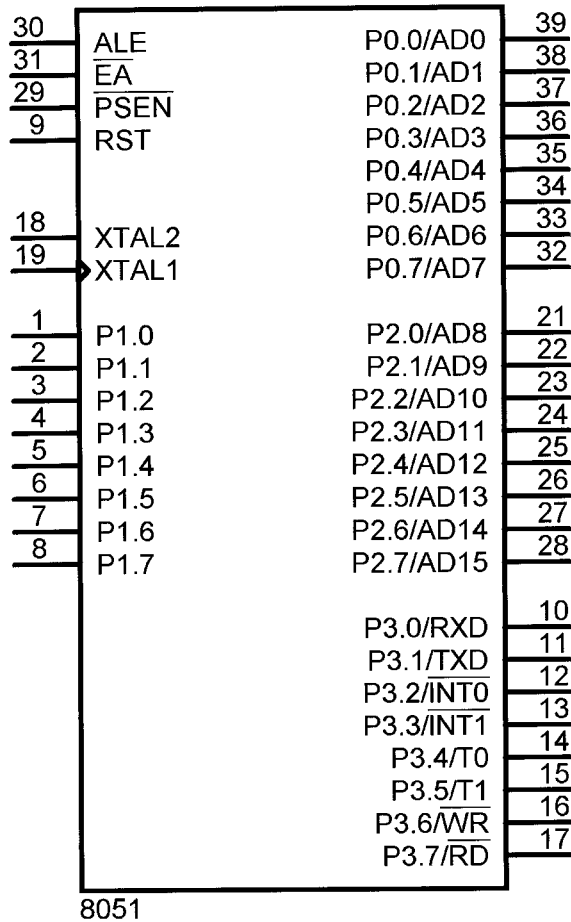 30 ALE
31 E̅A̅
29 P̅S̅E̅N̅
9 RST
18 XTAL2
19 XTAL1
1 P1.0
2 P1.1
3 P1.2
4 P1.3
5 P1.4
6 P1.5
7 P1.6
8 P1.7
P0.0/AD0 39
P0.1/AD1 38
P0.2/AD2 37
P0.3/AD3 36
P0.4/AD4 35
P0.5/AD5 34
P0.6/AD6 33
P0.7/AD7 32
P2.0/AD8 21
P2.1/AD9 22
P2.2/AD10 23
P2.3/AD11 24
P2.4/AD12 25
P2.5/AD13 26
P2.6/AD14 27
P2.7/AD15 28
P3.0/RXD 10
P3.1/TXD 11
P3.2/I̅N̅T̅0̅ 12
P3.3/I̅N̅T̅1̅ 13
P3.4/T0 14
P3.5/T1 15
P3.6/W̅R̅ 16
P3.7/R̅D̅ 17
8051